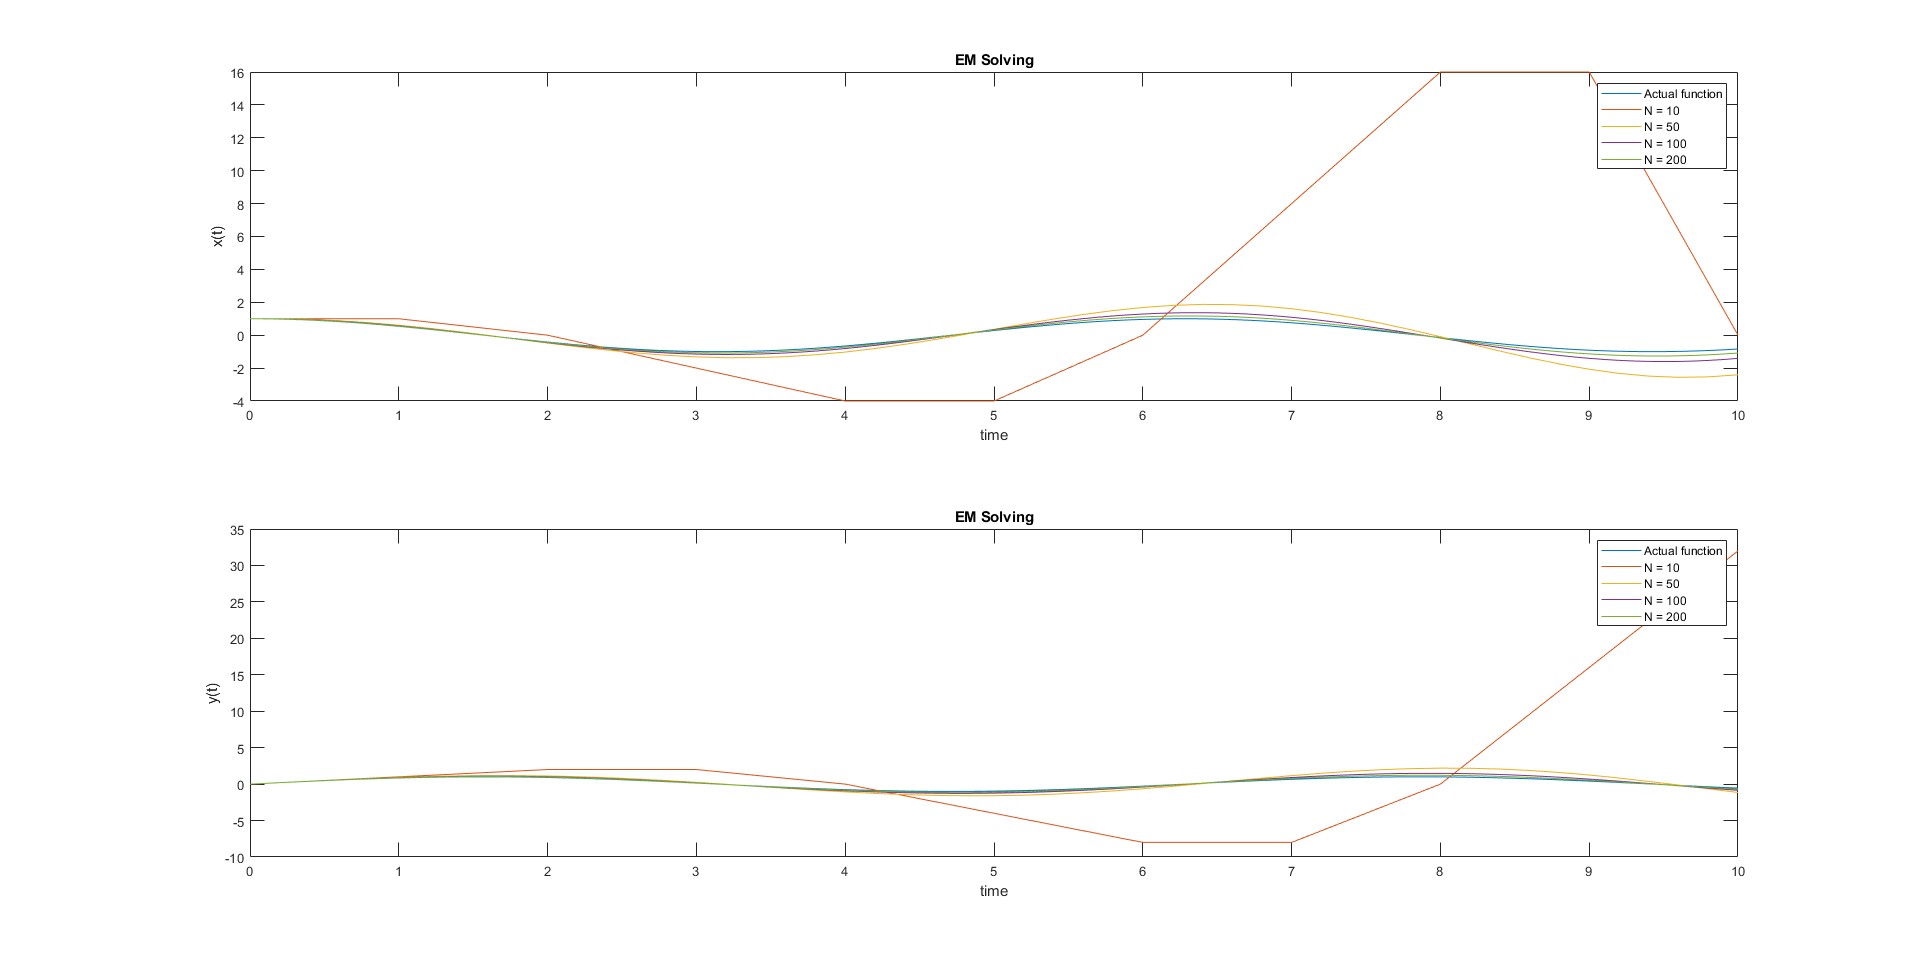 EM Solving
16
14
12
10
8
6
4
2
0
-2
-4
x(t)
Actual function
N = 10
N = 50
N = 100
N = 200
0 1 2 3 4 5 6 7 8 9 10
time
EM Solving
35
30
25
20
15
10
5
0
-5
-10
y(t)
Actual function
N = 10
N = 50
N = 100
N = 200
0 1 2 3 4 5 6 7 8 9 10
time